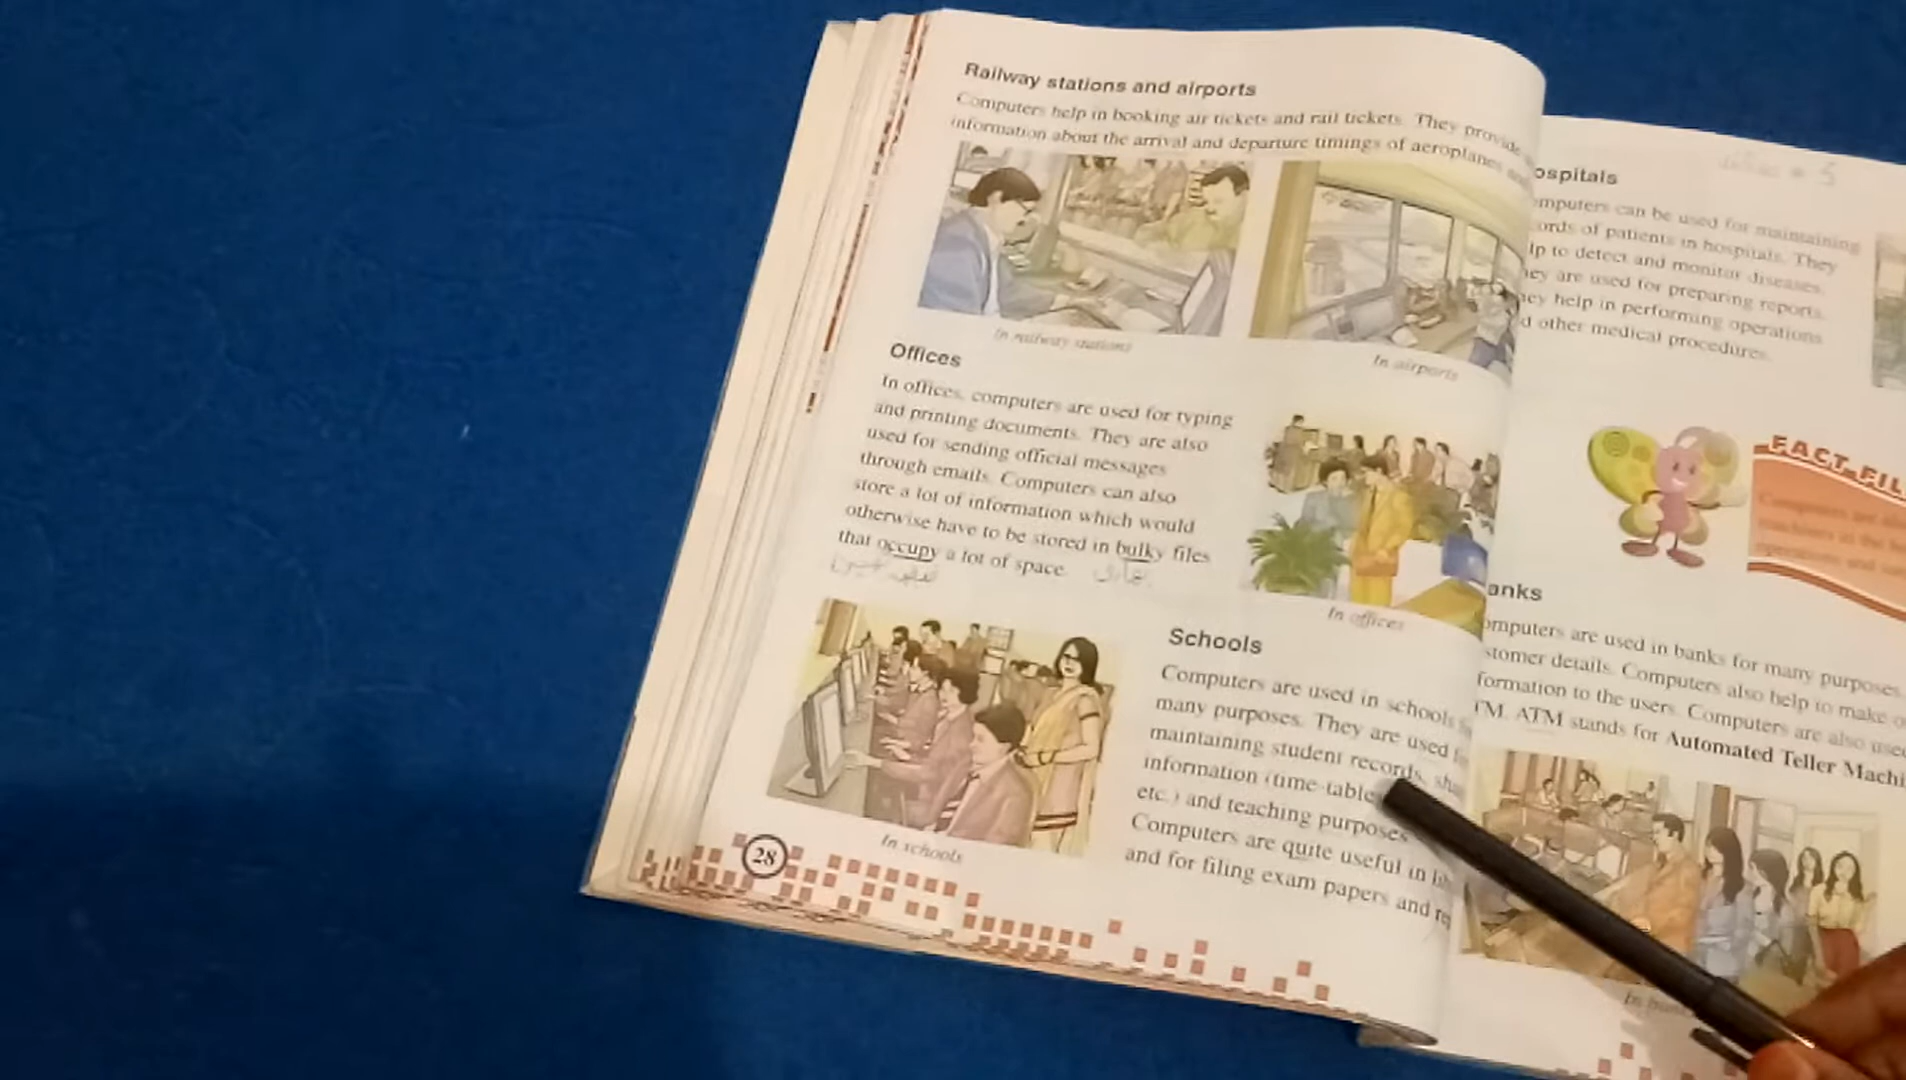 Railway stations and airports
Computers help in booking air tickets and rail tickets. They provide
information about the arrival and departure timings of aeroplanes
In railway stations
In airports
Offices
In offices, computers are used for typing
and printing documents. They are also
used for sending official messages
through emails. Computers can also
store a lot of information which would
otherwise have to be stored in bulky files
that occupy a lot of space.
In offices
Schools
Computers are used in schools
many purposes. They are used
maintaining student records,
information (time-table
etc.) and teaching purposes
Computers are quite useful in
and for filing exam papers and
In schools
28
ospitals
omputers can be used for maintaining
ords of patients in hospitals. They
lp to detect and monitor diseases.
hey are used for preparing reports.
hey help in performing operations
d other medical procedures.
FACT FIL
anks
omputers are used in banks for many purposes.
stomer details. Computers also help to make
formation to the users. Computers are also used
TM. ATM stands for Automated Teller Machi